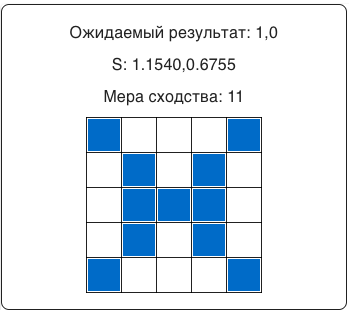 Ожидаемый результат: 1,0
S: 1.1540,0.6755
Мера сходства: 11